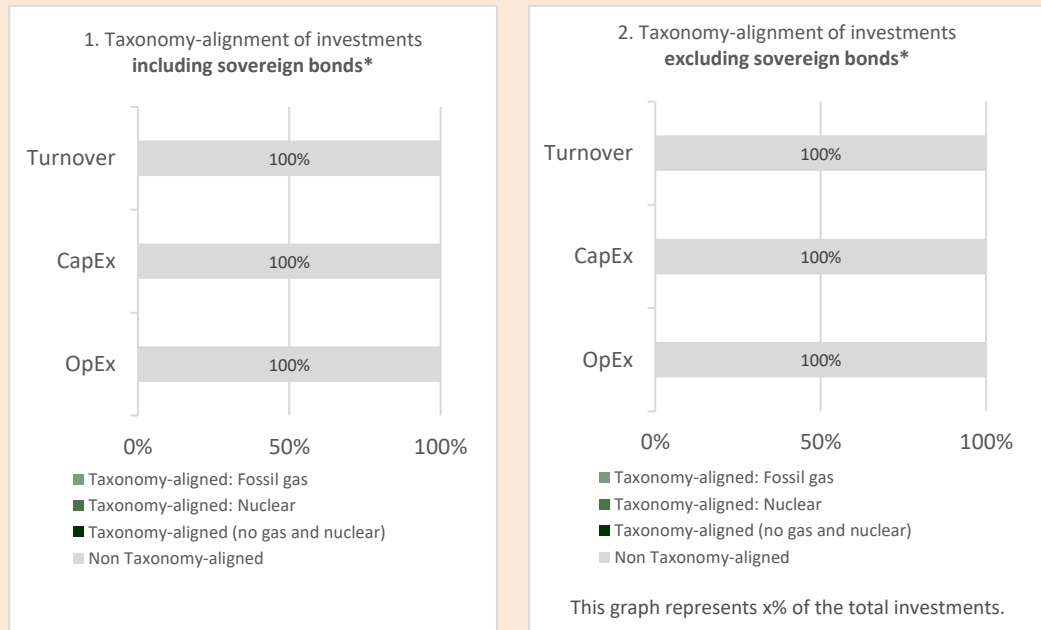 1. Taxonomy-alignment of investments
including sovereign bonds*
Turnover
100%
CapEx
100%
OpEx
100%
0%
50%
100%
Taxonomy-aligned: Fossil gas
Taxonomy-aligned: Nuclear
Taxonomy-aligned (no gas and nuclear)
Non Taxonomy-aligned
2. Taxonomy-alignment of investments
excluding sovereign bonds*
Turnover
100%
CapEx
100%
OpEx
100%
0%
50%
100%
Taxonomy-aligned: Fossil gas
Taxonomy-aligned: Nuclear
Taxonomy-aligned (no gas and nuclear)
Non Taxonomy-aligned
This graph represents x% of the total investments.